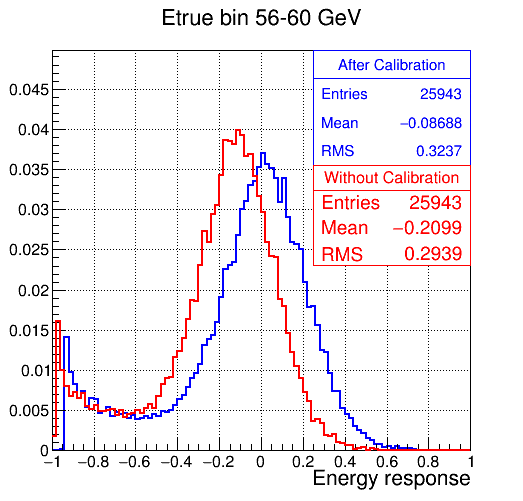 Etrue bin 56-60 GeV
After Calibration
Entries 25943
Mean −0.08688
RMS 0.3237
Without Calibration
Entries 25943
Mean −0.2099
RMS 0.2939
0.045
0.04
0.035
0.03
0.025
0.02
0.015
0.01
0.005
0
−1 −0.8 −0.6 −0.4 −0.2 0 0.2 0.4 0.6 0.8 1
Energy response